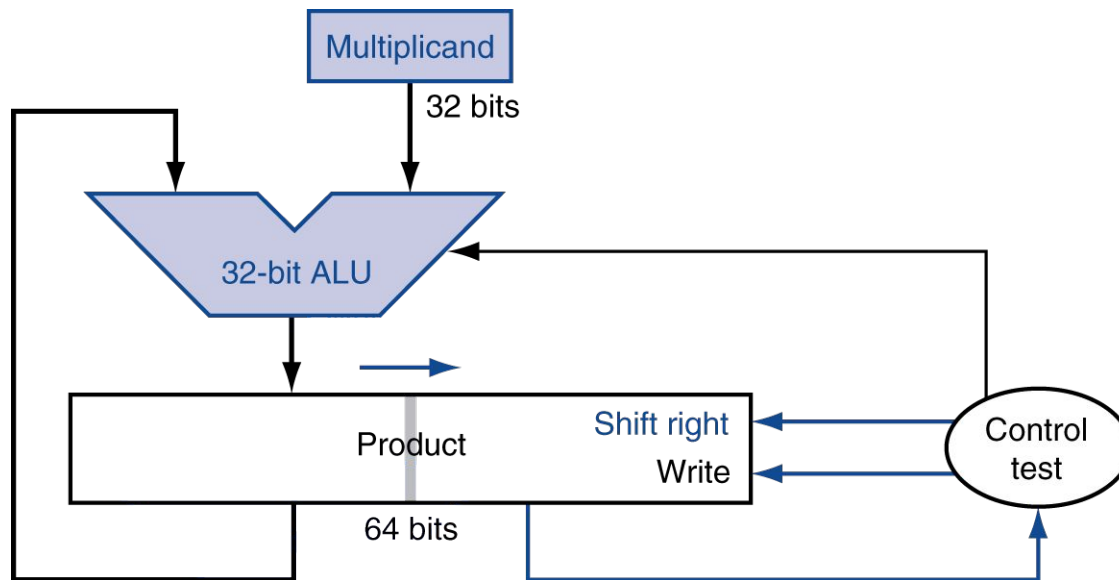 Multiplicand
32 bits
32-bit ALU
Product
Shift right
Write
64 bits
Control
test